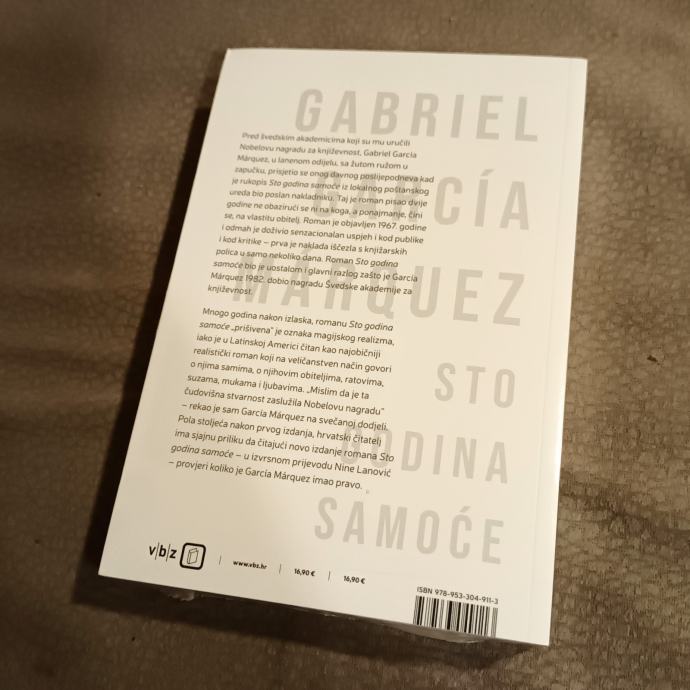 GABRIEL
GARCÍA
MÁRQUEZ
STO
GODINA
SAMOĆE
Pred švedskim akademicima koji su mu uručili
Nobelovu nagradu za književnost, Gabriel García
Márquez, u lanenom odijelu, sa žutom ružom u
zapučku, prisjetio se onog davnog poslijepodneva kad
je rukopis Sto godina samoće iz lokalnog poštanskog
ureda bio poslan nakladniku. Taj je roman pisao dvije
godine ne obazirući se ni na koga, a ponajmanje, čini
se, na vlastitu obitelj. Roman je objavljen 1967. godine
i odmah je doživio senzacionalan uspjeh i kod publike
i kod kritike – prva je naklada iščezla s knjižarskih
polica u samo nekoliko dana. Roman Sto godina
samoće bio je uostalom i glavni razlog zašto je García
Márquez 1982. dobio nagradu Švedske akademije za
književnost.
Mnogo godina nakon izlaska, romanu Sto godina
samoće „prišivena“ je oznaka magijskog realizma,
iako je u Latinskoj Americi čitan kao najobičniji
realistički roman koji na veličanstven način govori
o njima samima, o njihovim obiteljima, ratovima,
suzama, mukama i ljubavima. „Mislim da je ta
čudovišna stvarnost zaslužila Nobelovu nagradu“
– rekao je sam García Márquez na svečanoj dodjeli.
Pola stoljeća nakon prvog izdanja, hrvatski čitatelj
ima sjajnu priliku da čitajući novo izdanje romana Sto
godina samoće – u izvrsnom prijevodu Nine Lanović
– provjeri koliko je García Márquez imao pravo.
v|b|z | www.vbz.hr | 16,90 € | 16,90 €
ISBN 978-953-304-911-3